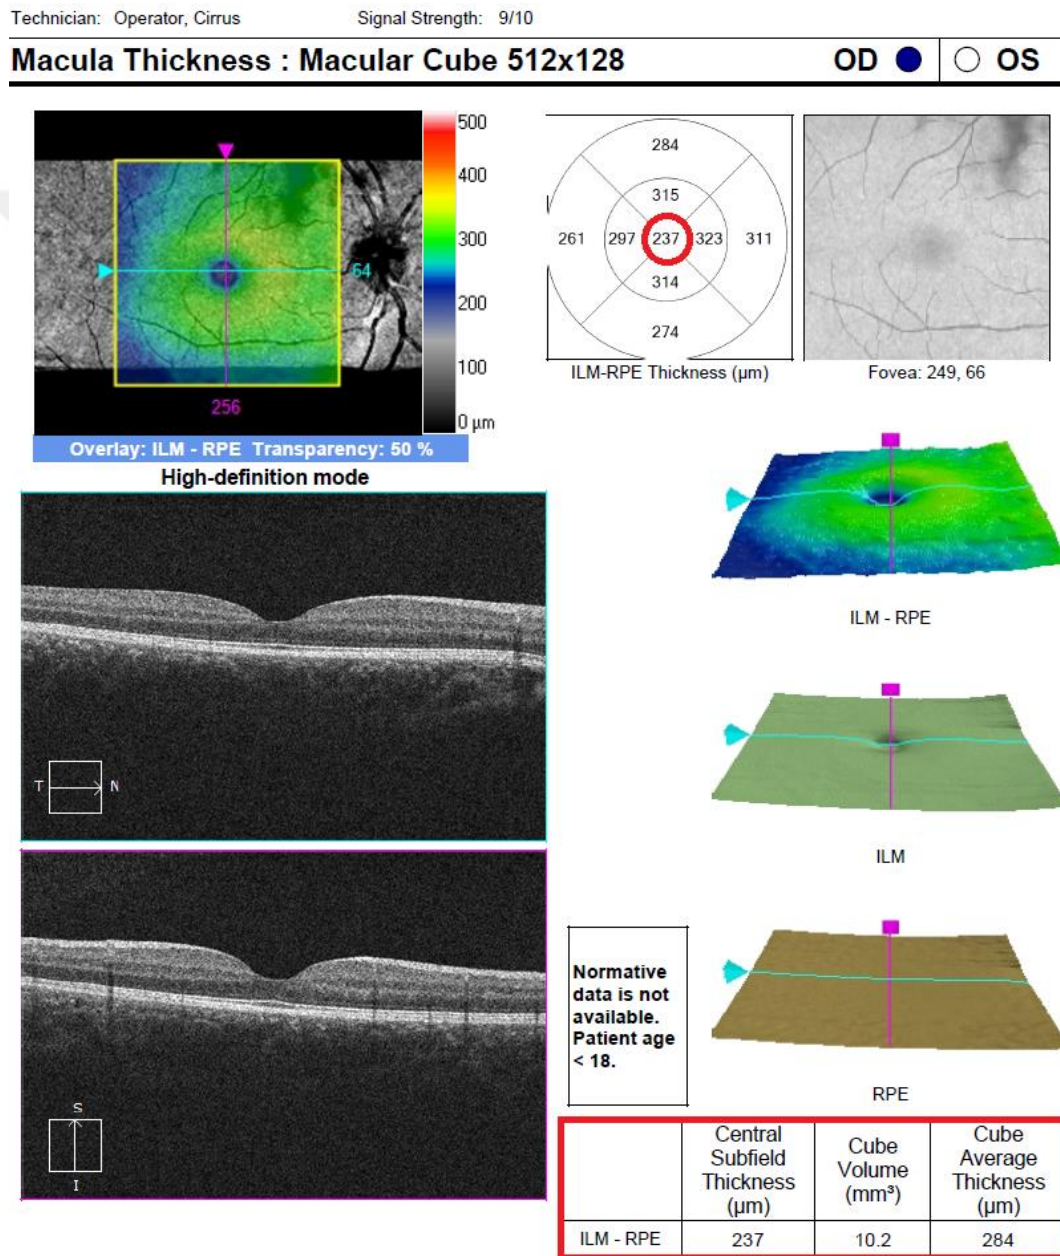 Technician: Operator, Cirrus Signal Strength: 9/10
Macula Thickness : Macular Cube 512x128 OD OS
500
400
300
200
100
0 µm
64
256
Overlay: ILM - RPE Transparency: 50 %
284
315
261 297 237 323 311
314
274
ILM-RPE Thickness (µm)
Fovea: 249, 66
High-definition mode
T N
S
I
ILM - RPE
ILM
RPE
Normative
data is not
available.
Patient age
< 18.
Central
Subfield
Thickness
(µm)
Cube
Volume
(mm³)
Cube
Average
Thickness
(µm)
ILM - RPE 237 10.2 284